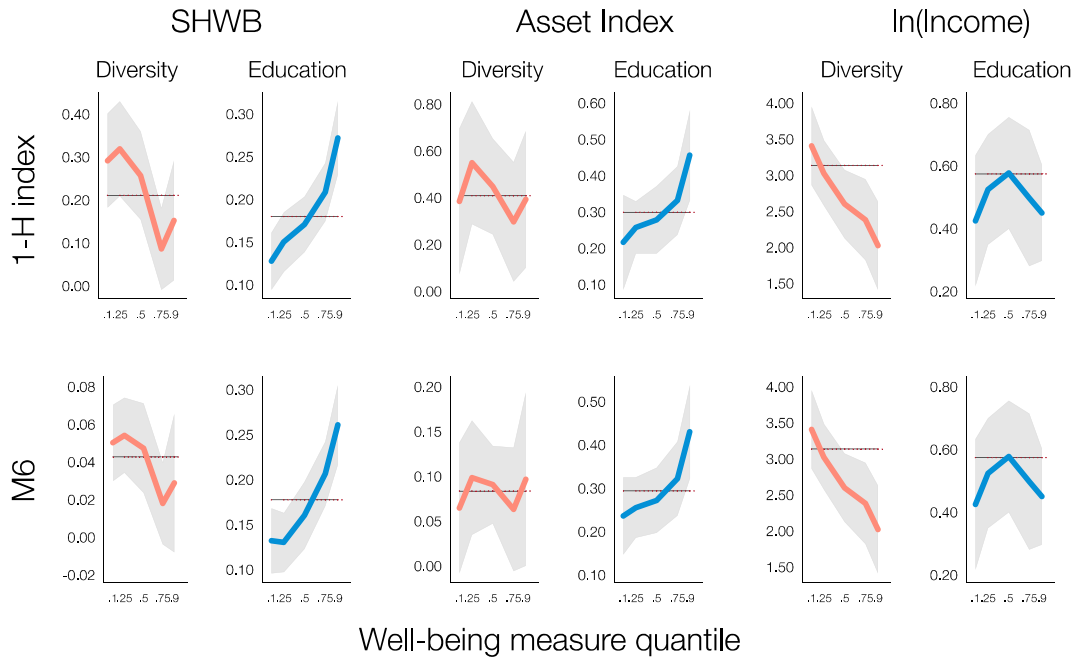 SHWB Asset Index ln(Income)
Diversity Education Diversity Education Diversity Education
1-H index
0.40 0.30 0.20 0.10 0.00
.1 .25 .5 .75 .9
0.30 0.25 0.20 0.15 0.10
.1 .25 .5 .75 .9
0.80 0.60 0.40 0.20 0.00
.1 .25 .5 .75 .9
0.60 0.50 0.40 0.30 0.20 0.10
.1 .25 .5 .75 .9
4.00 3.50 3.00 2.50 2.00 1.50
.1 .25 .5 .75 .9
0.80 0.60 0.40 0.20
.1 .25 .5 .75 .9
M6
0.08 0.06 0.04 0.02 0.00 -0.02
.1 .25 .5 .75 .9
0.30 0.25 0.20 0.15 0.10
.1 .25 .5 .75 .9
0.20 0.15 0.10 0.05 0.00
.1 .25 .5 .75 .9
0.50 0.40 0.30 0.20 0.10
.1 .25 .5 .75 .9
4.00 3.50 3.00 2.50 2.00 1.50
.1 .25 .5 .75 .9
0.80 0.60 0.40 0.20
.1 .25 .5 .75 .9
Well-being measure quantile